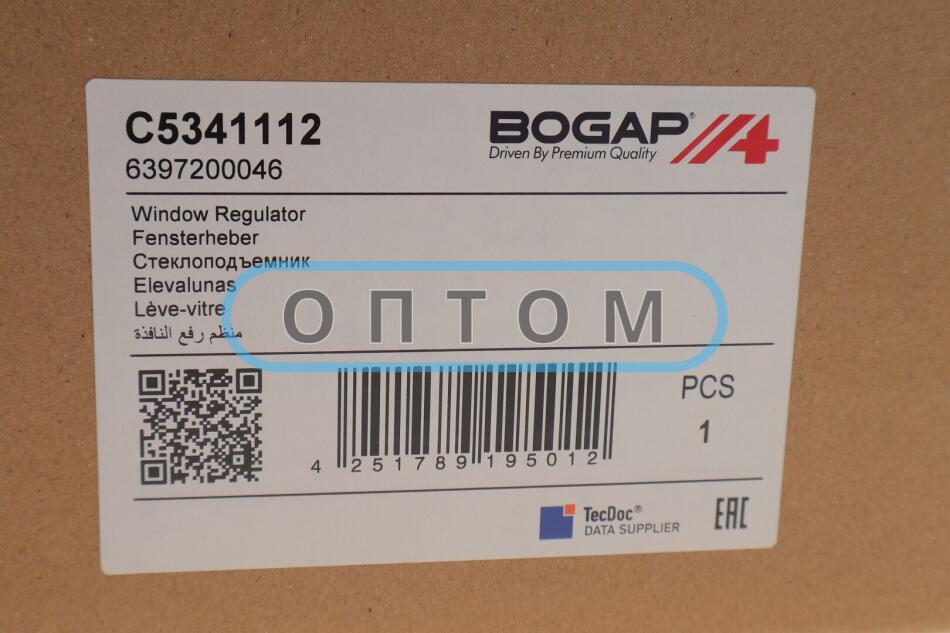 C5341112
6397200046
BOGAP®
Driven By Premium Quality
Window Regulator
Fensterheber
Стеклоподъемник
Elevalunas
Lève-vitre
منظم رفع النافذة
ОПТОМ
PCS
1
4 251789 195012
TecDoc®
DATA SUPPLIER
EAC